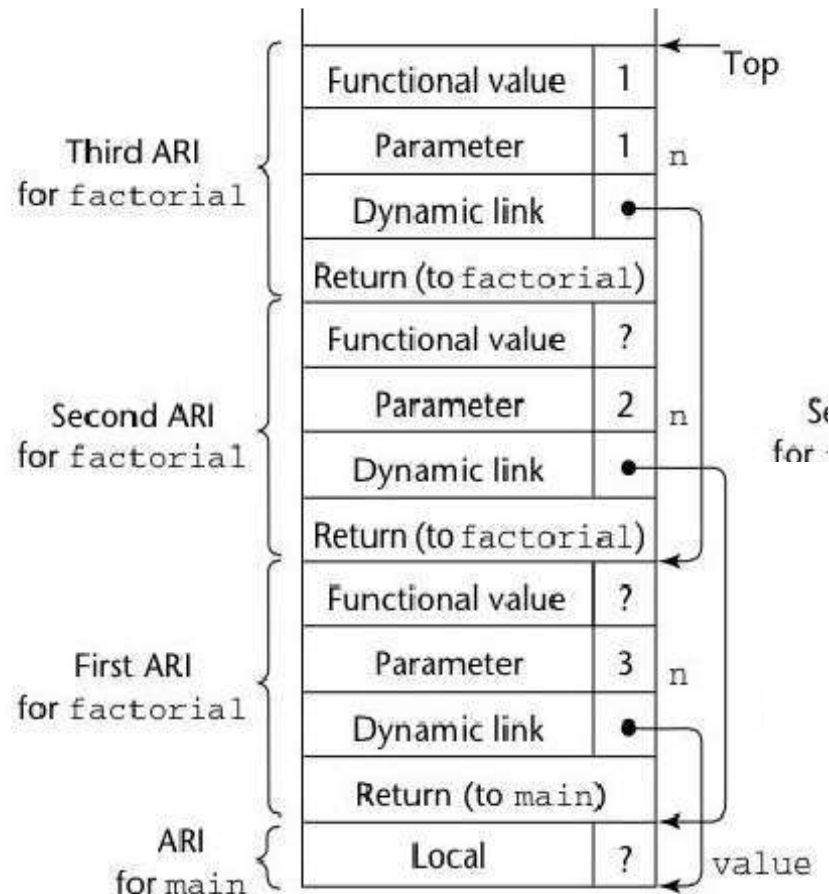 Top
Functional value 1
Third ARI
for factorial
Parameter 1 n
Dynamic link
Return (to factorial)
Functional value ?
Second ARI
for factorial
Parameter 2 n
Dynamic link
Return (to factorial)
Functional value ?
First ARI
for factorial
Parameter 3 n
Dynamic link
Return (to main)
ARI
for main
Local ? value
Se
for